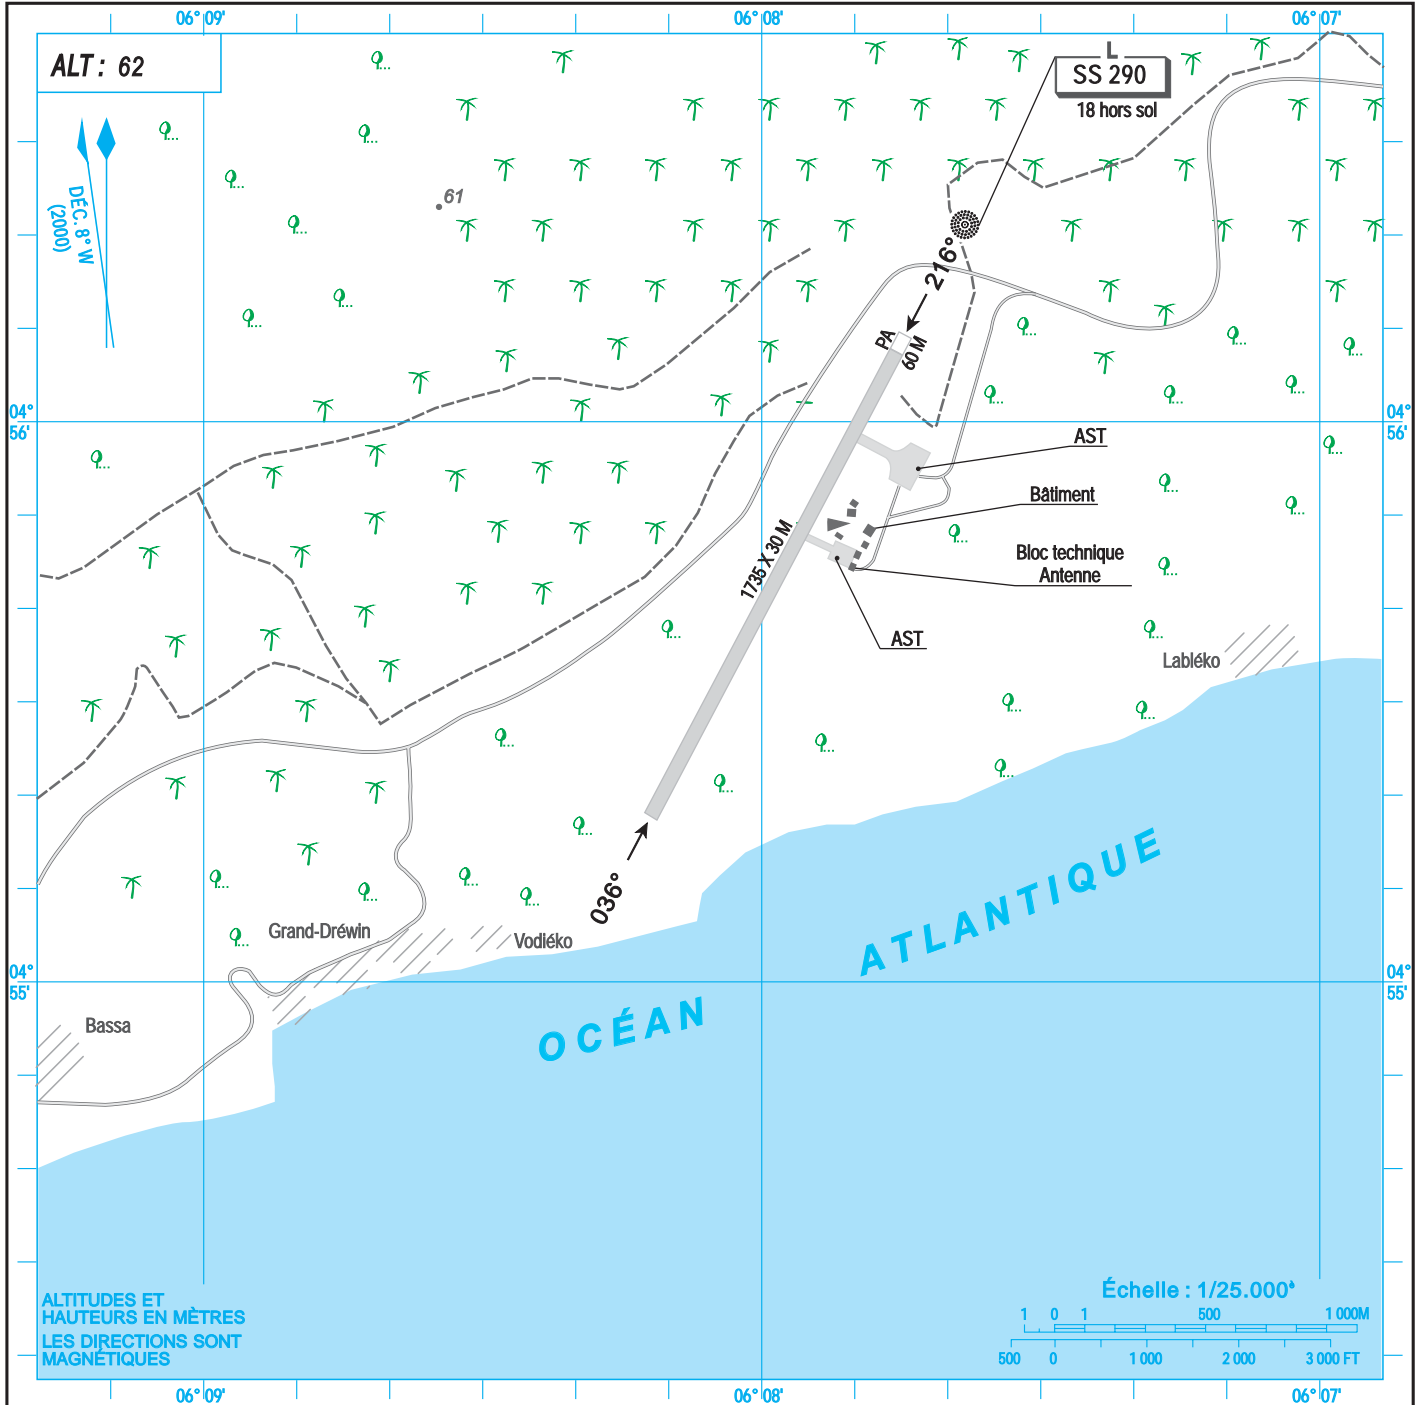 06° 09'
06° 08'
06° 07'
ALT : 62
L
SS 290
18 hors sol
DÉC. 8° W
(2000)
61
216°
PA
60 M
04°
56'
04°
56'
AST
Bâtiment
1735 X 30 M
Bloc technique
Antenne
AST
Labléko
036°
Grand-Dréwin
Vodiéko
ATLANTIQUE
04°
55'
04°
55'
OCÉAN
Bassa
ALTITUDES ET
HAUTEURS EN MÈTRES
LES DIRECTIONS SONT
MAGNÉTIQUES
Échelle : 1/25.000è
1 0 1 500 1 000M
500 0 1 000 2 000 3 000 FT
06° 09'
06° 08'
06° 07'